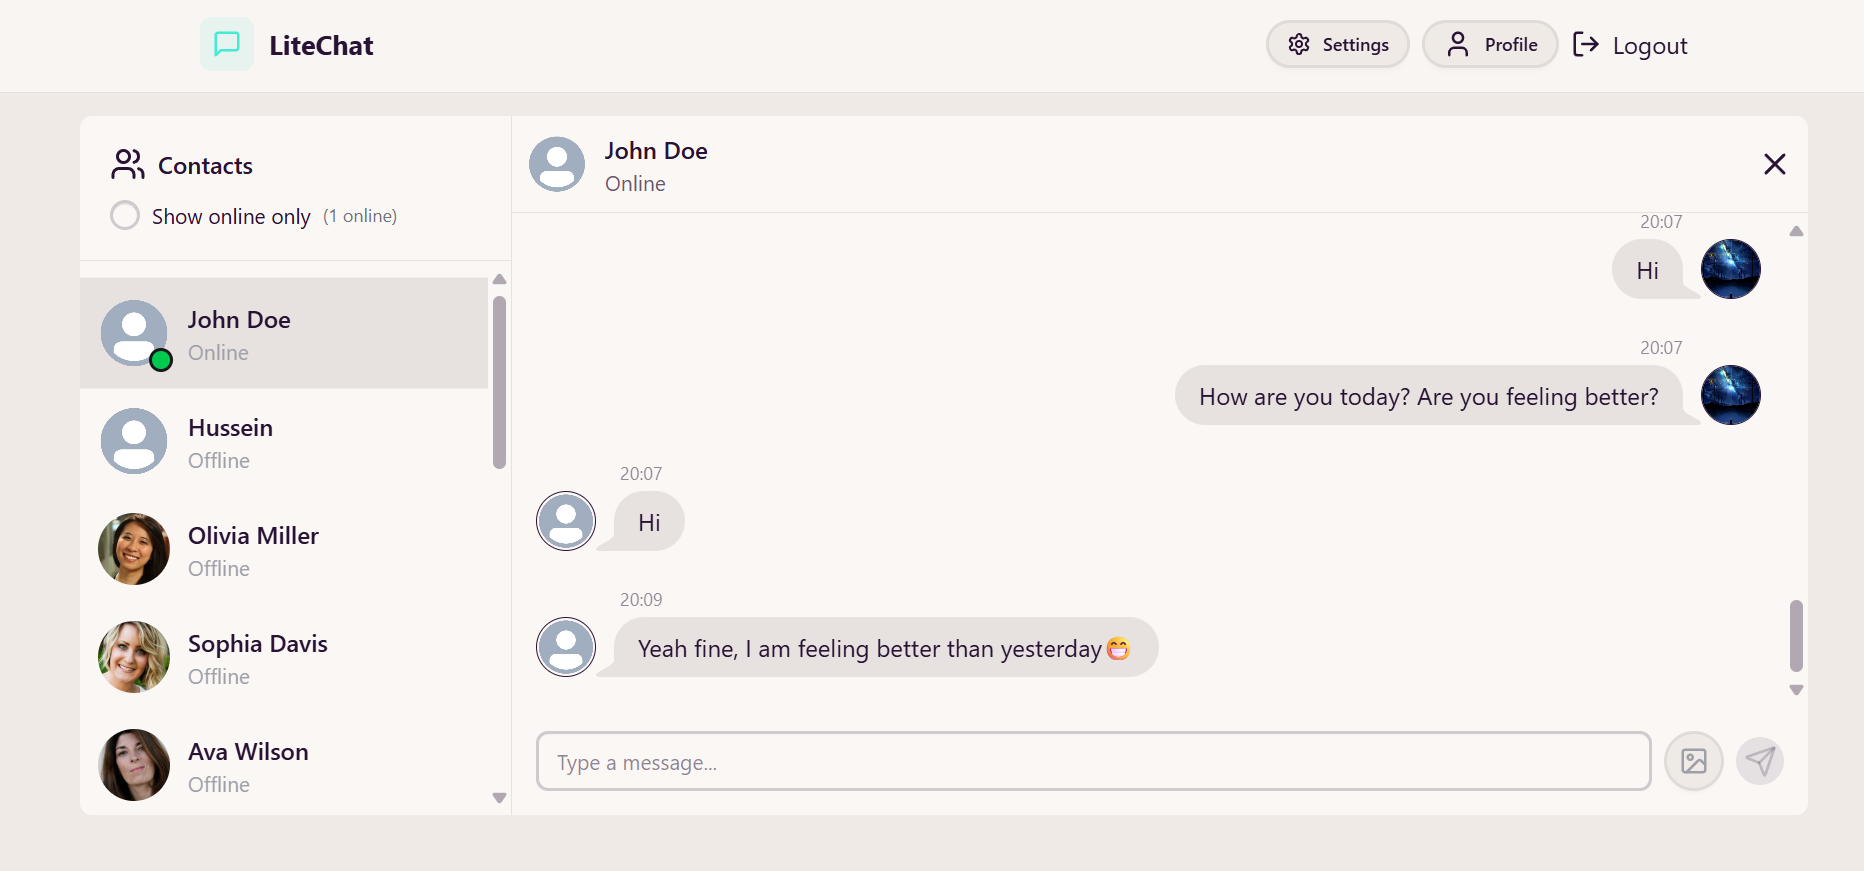 LiteChat
Settings
Profile
Logout
Contacts
Show online only (1 online)
John Doe
Online
Hussein
Offline
Olivia Miller
Offline
Sophia Davis
Offline
Ava Wilson
Offline
John Doe
Online
20:07
Hi
20:07
How are you today? Are you feeling better?
20:07
Hi
20:09
Yeah fine, I am feeling better than yesterday😁
Type a message...